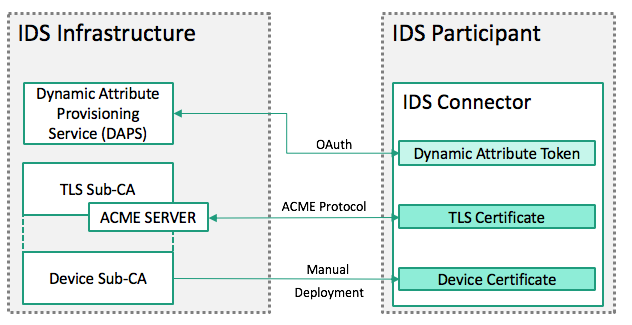 IDS Infrastructure
IDS Participant
Dynamic Attribute
Provisioning
Service (DAPS)
IDS Connector
OAuth
Dynamic Attribute Token
TLS Sub-CA
ACME SERVER
ACME Protocol
TLS Certificate
Device Sub-CA
Manual
Deployment
Device Certificate